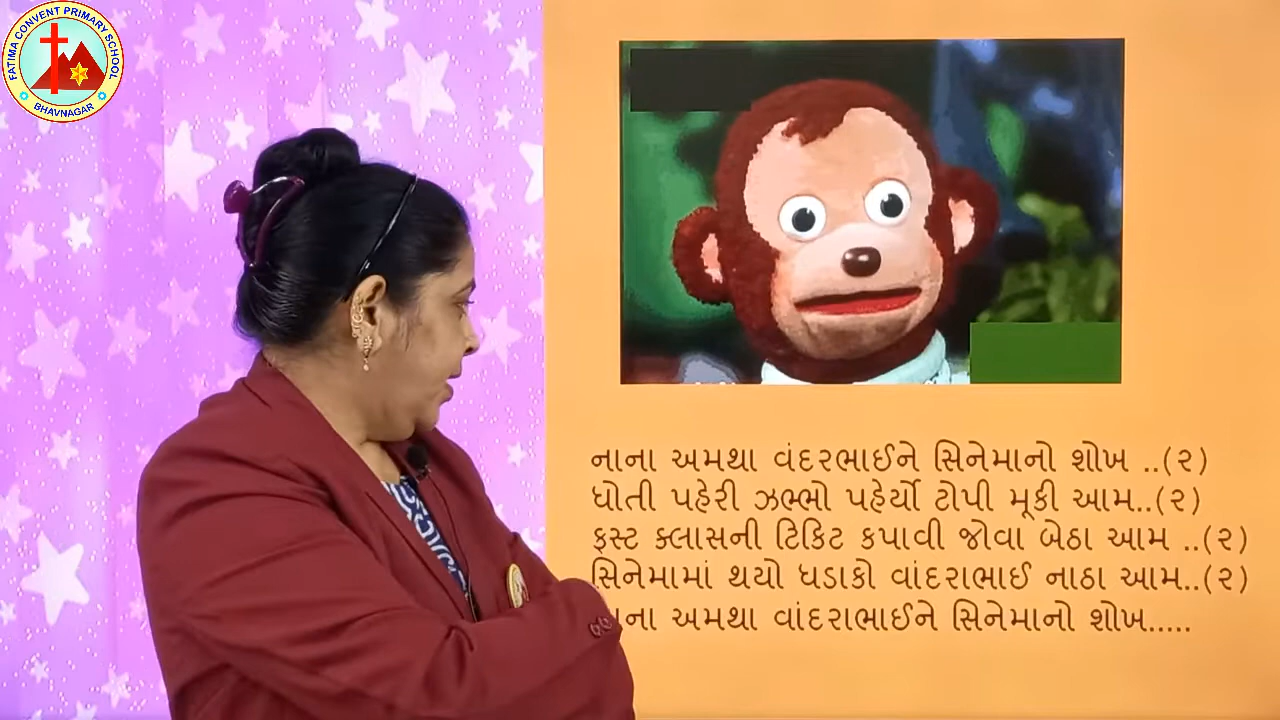 FATIMA CONVENT PRIMARY SCHOOL
BHAVNAGAR
નાના અમથા વંદરભાઈને સિનેમાનો શોખ ..(૨)
ધોતી પહેરી ઝભ્ભો પહેર્યો ટોપી મૂકી આમ..(૨)
ફસ્ટ ક્લાસની ટિકિટ કપાવી જોવા બેઠા આમ ..(૨)
સિનેમામાં થયો ધડાકો વાંદરાભાઈ નાઠા આમ..(૨)
અમથા વાંદરાભાઈને સિનેમાનો શોખ.....